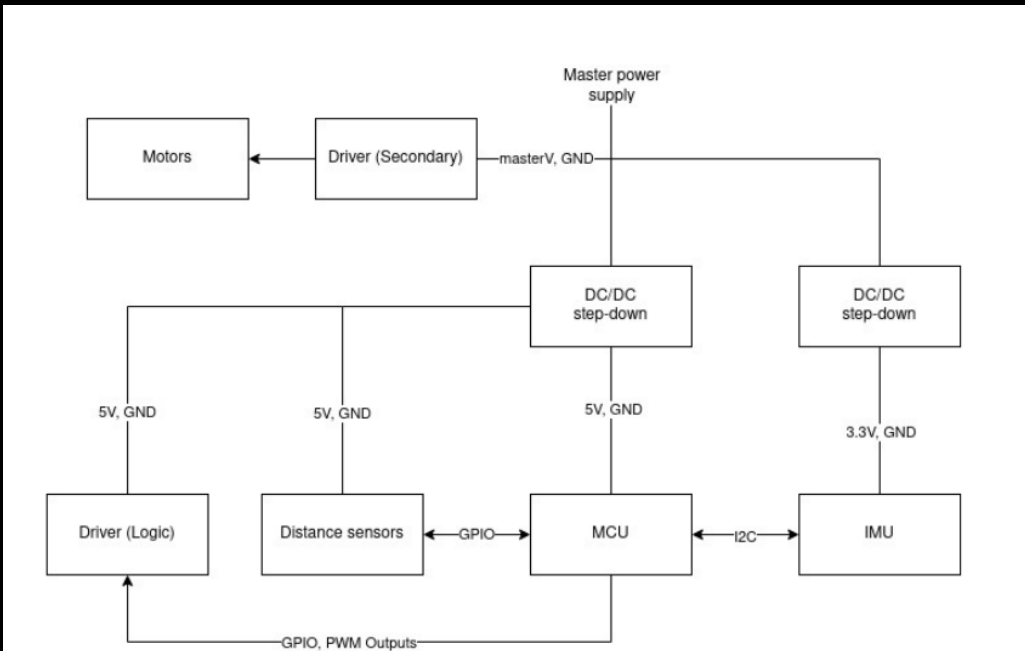 Master power
supply
Motors
Driver (Secondary)
masterV, GND
DC/DC
step-down
DC/DC
step-down
5V, GND
5V, GND
5V, GND
3.3V, GND
Driver (Logic)
Distance sensors
GPIO
MCU
I2C
IMU
GPIO, PWM Outputs